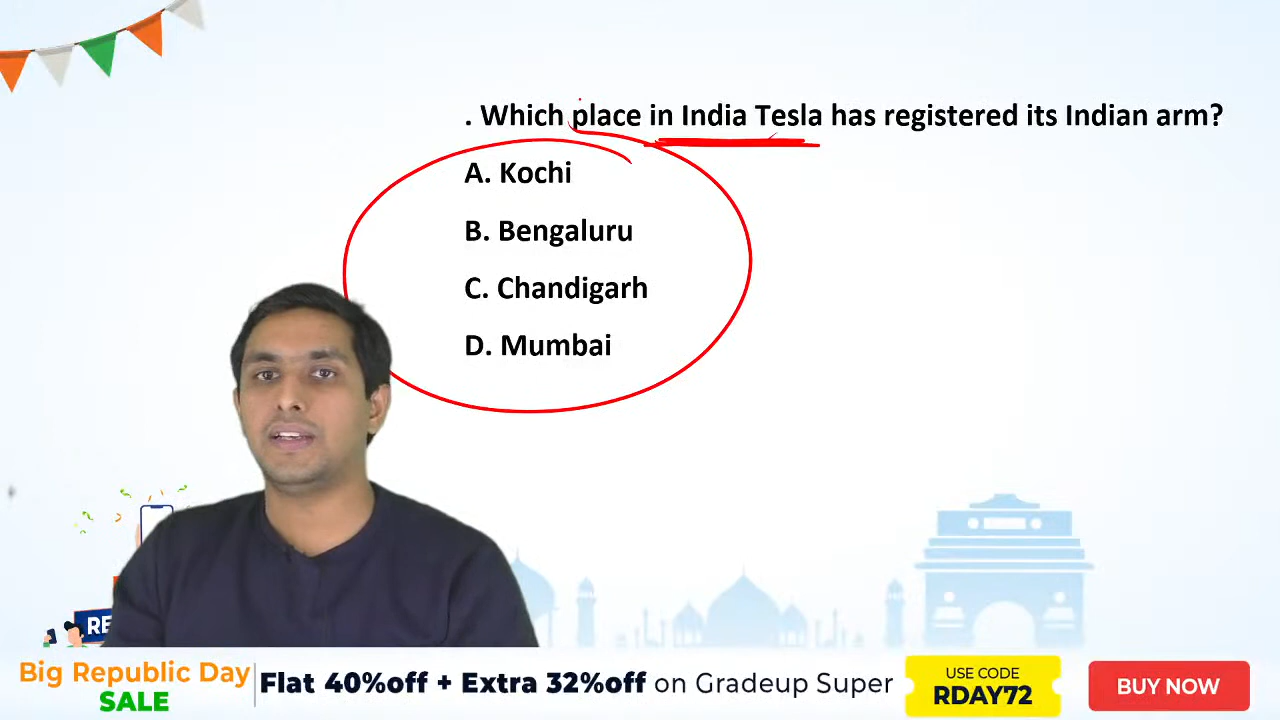 . Which place in India Tesla has registered its Indian arm?
A. Kochi
B. Bengaluru
C. Chandigarh
D. Mumbai
RE
Big Republic Day
SALE
Flat 40%off + Extra 32%off on Gradeup Super
USE CODE
RDAY72
BUY NOW